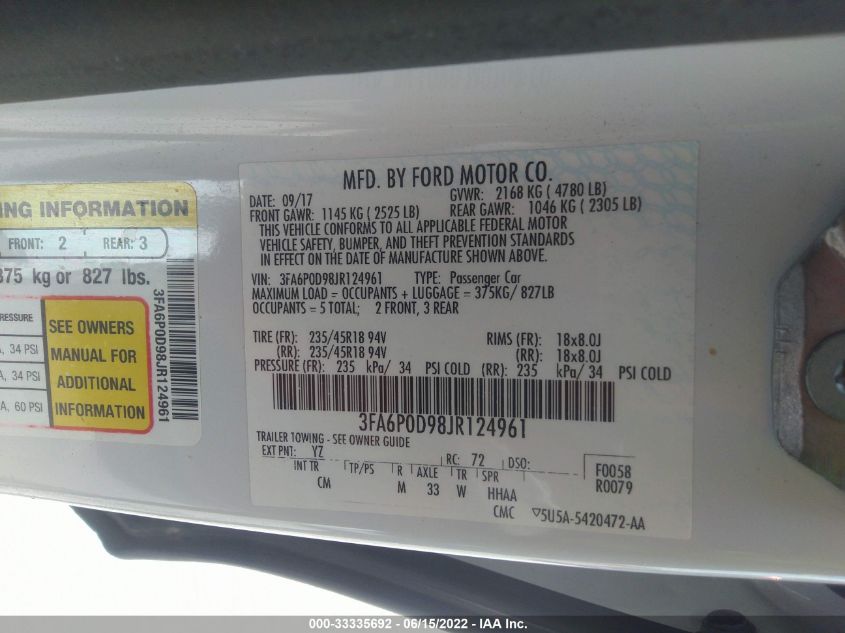 NG INFORMATION
FRONT: 2 REAR: 3
375 kg or 827 lbs.
RESSURE
A, 34 PSI
A, 34 PSI
A, 60 PSI
SEE OWNERS
MANUAL FOR
ADDITIONAL
INFORMATION
3FA6P0D98JR124961
MFD. BY FORD MOTOR CO.
DATE: 09/17 GVWR: 2168 KG ( 4780 LB)
FRONT GAWR: 1145 KG ( 2525 LB) REAR GAWR: 1046 KG ( 2305 LB)
THIS VEHICLE CONFORMS TO ALL APPLICABLE FEDERAL MOTOR
VEHICLE SAFETY, BUMPER, AND THEFT PREVENTION STANDARDS
IN EFFECT ON THE DATE OF MANUFACTURE SHOWN ABOVE.
VIN: 3FA6P0D98JR124961 TYPE: Passenger Car
MAXIMUM LOAD = OCCUPANTS + LUGGAGE = 375KG/ 827LB
OCCUPANTS = 5 TOTAL; 2 FRONT, 3 REAR
TIRE (FR): 235/45R18 94V RIMS (FR): 18x8.0J
(RR): 235/45R18 94V (RR): 18x8.0J
PRESSURE (FR): 235 kPa/ 34 PSI COLD (RR): 235 kPa/ 34 PSI COLD
3FA6P0D98JR124961
TRAILER TOWING - SEE OWNER GUIDE
EXT PNT: YZ RC: 72 DSO: F0058
INT TR TP/PS R AXLE TR SPR R0079
CM M 33 W HHAA
CMC ▽5U5A-5420472-AA
000-33335692 - 06/15/2022 - IAA Inc.